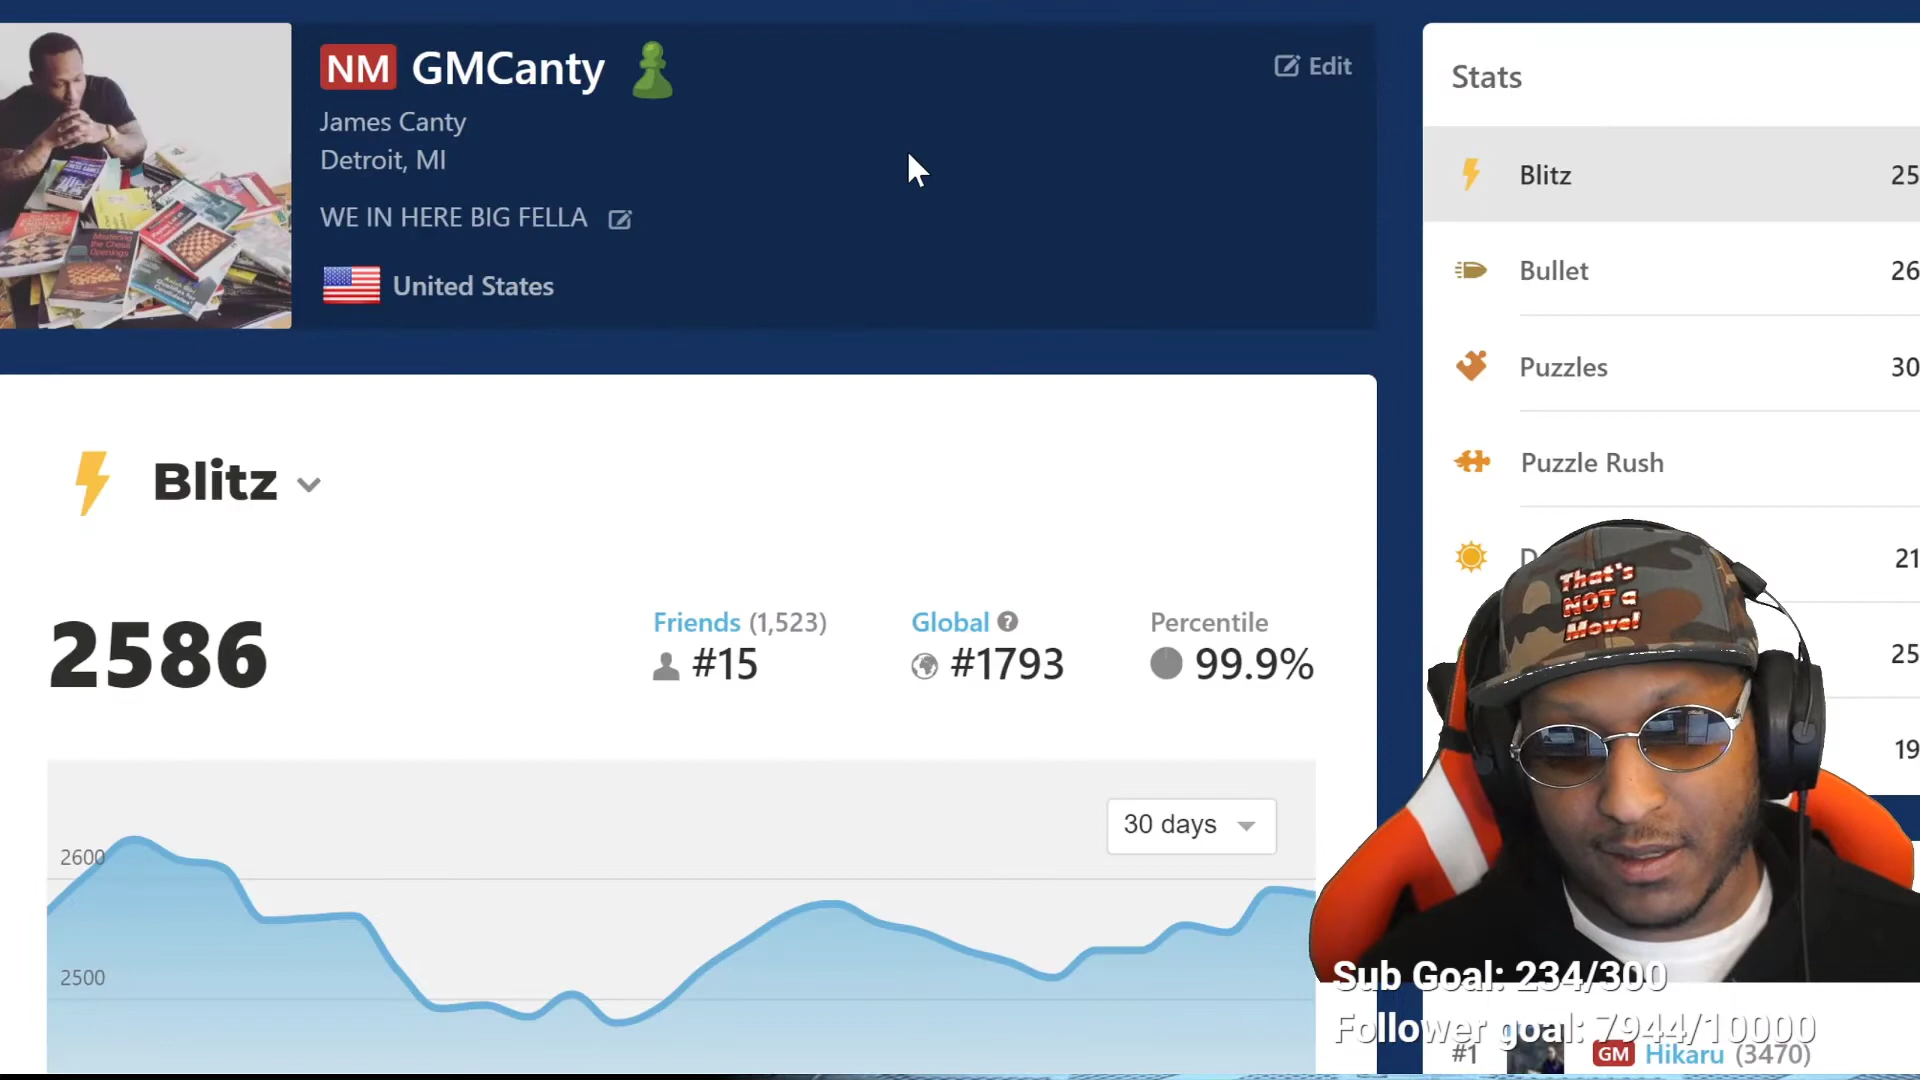 NM GMCanty
James Canty
Detroit, MI
WE IN HERE BIG FELLA
United States
Edit
Stats
Blitz 25
Bullet 26
Puzzles 30
Puzzle Rush
D 21
25
19
Blitz
2586
Friends (1,523)
#15
Global
#1793
Percentile
99.9%
30 days
2600
2500
That's
NOT a
Move!
Sub Goal: 234/300
Follower goal: 7944/10000
#1 GM Hikaru (3470)